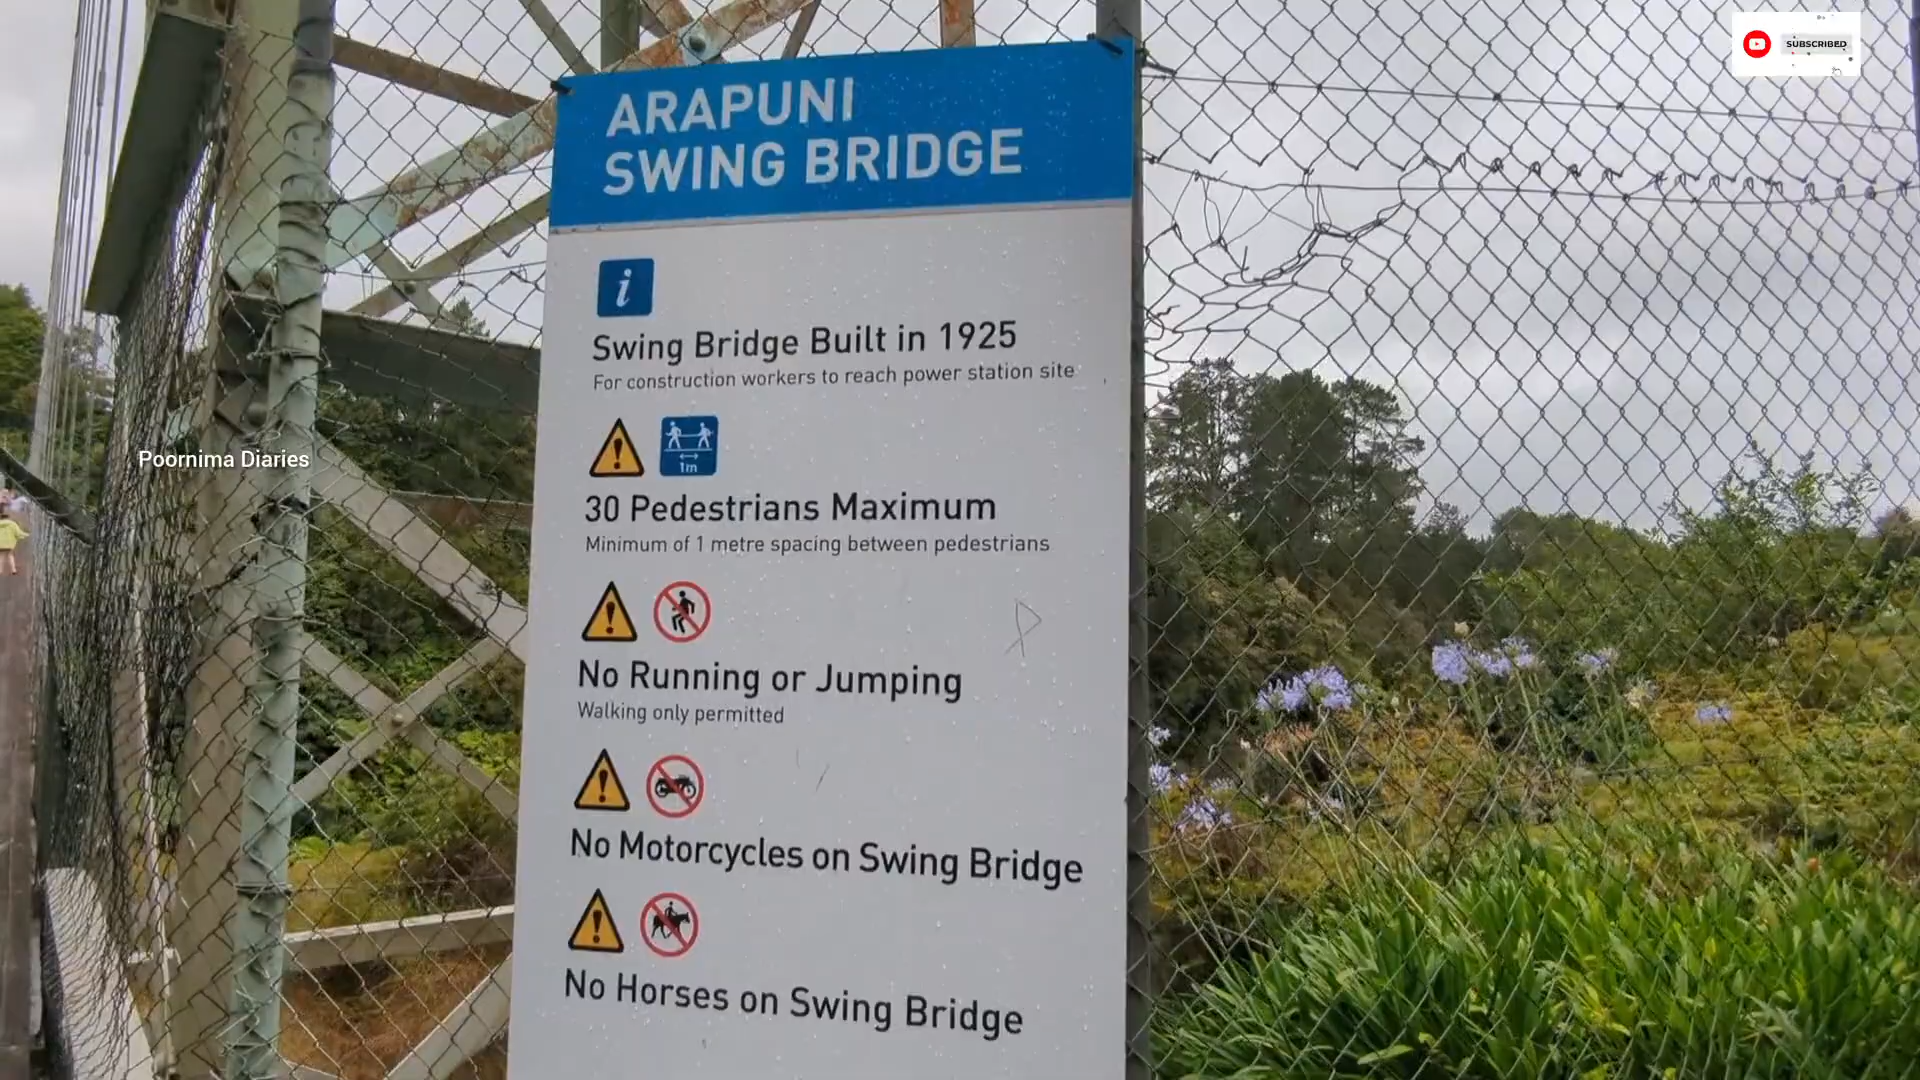 SUBSCRIBED
ARAPUNI
SWING BRIDGE
i
Swing Bridge Built in 1925
For construction workers to reach power station site
1m
30 Pedestrians Maximum
Minimum of 1 metre spacing between pedestrians
No Running or Jumping
Walking only permitted
No Motorcycles on Swing Bridge
No Horses on Swing Bridge
Poornima Diaries